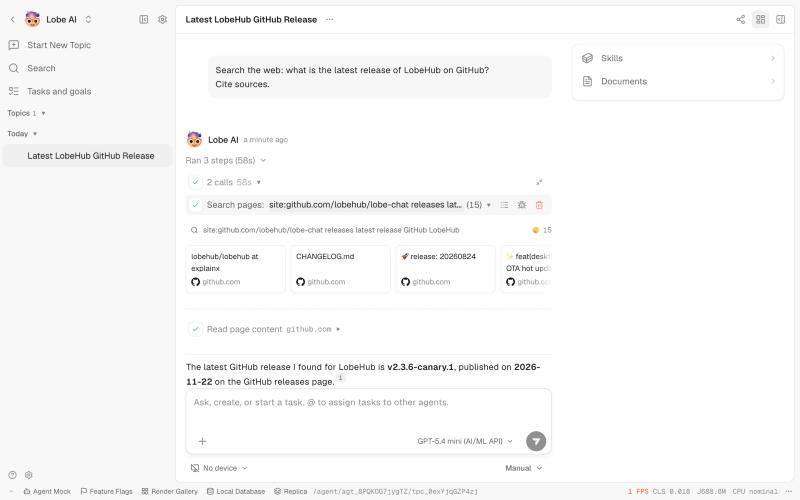 Lobe AI
Start New Topic
Search
Tasks and goals
Topics 1
Today
Latest LobeHub GitHub Release
Latest LobeHub GitHub Release
Skills
Documents
Search the web: what is the latest release of LobeHub on GitHub?
Cite sources.
Lobe AI a minute ago
Ran 3 steps (58s)
2 calls 58s
Search pages: site:github.com/lobehub/lobe-chat releases lat... (15)
site:github.com/lobehub/lobe-chat releases latest release GitHub LobeHub 15
lobehub/lobehub at
explainx
github.com
CHANGELOG.md
github.com
🚀 release: 20260824
github.com
✨ feat(deskt
OTA hot upda
github.com
Read page content github.com
The latest GitHub release I found for LobeHub is v2.3.6-canary.1, published on 2026-
11-22 on the GitHub releases page. 1
Ask, create, or start a task. @ to assign tasks to other agents.
GPT-5.4 mini (AI/ML API)
No device
Manual
Agent Mock Feature Flags Render Gallery Local Database Replica /agent/agt_8PQKOG7jygTZ/tpc_0exYjqGZP4zj 1 FPS CLS 0.018 J688.8M CPU nominal